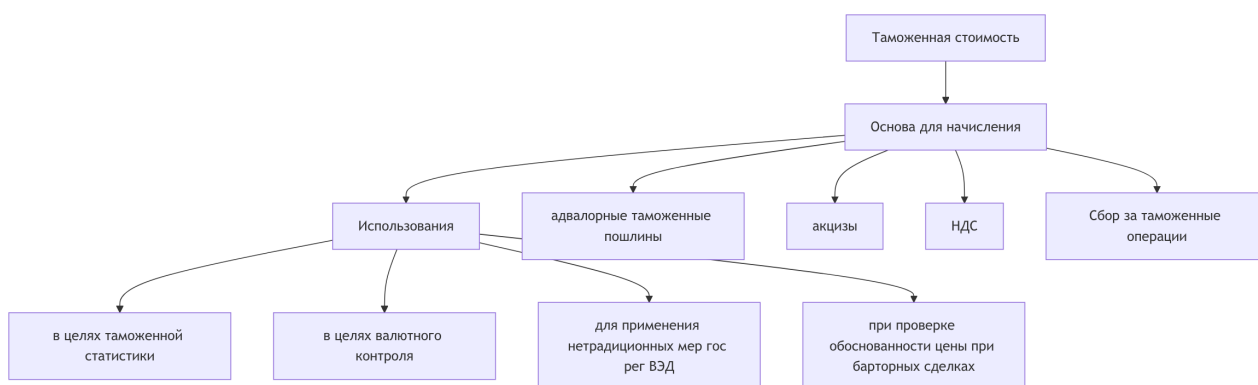 Таможенная стоимость
Основа для начисления
Использования
адвалорные таможенные
пошлины
акцизы
НДС
Сбор за таможенные
операции
в целях таможенной
статистики
в целях валютного
контроля
для применения
нетрадиционных мер гос
рег ВЭД
при проверке
обоснованности цены при
барторных сделках